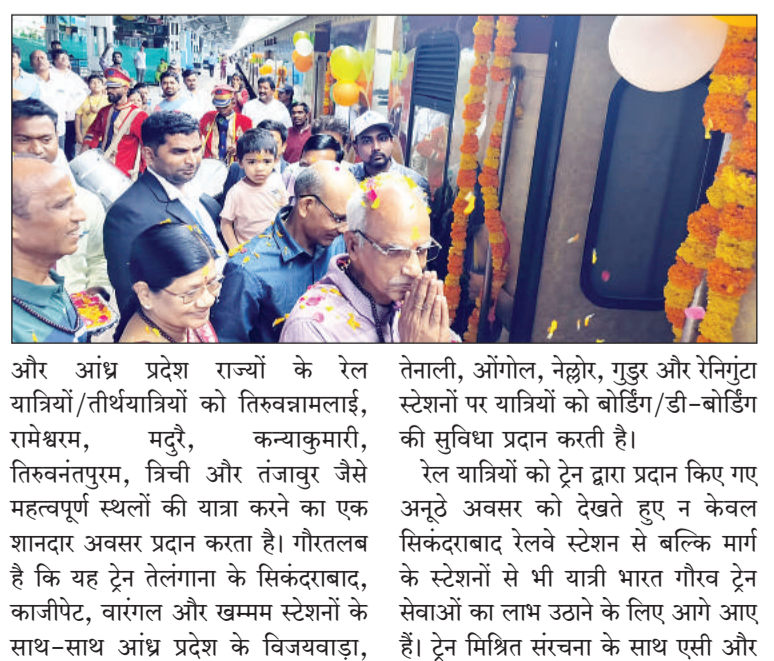 और आंध्र प्रदेश राज्यों के रेल
यात्रियों/तीर्थयात्रियों को तिरुवन्नामलाई,
रामेश्वरम, मदुरै, कन्याकुमारी,
तिरुवनंतपुरम, त्रिची और तंजावुर जैसे
महत्वपूर्ण स्थलों की यात्रा करने का एक
शानदार अवसर प्रदान करता है। गौरतलब
है कि यह ट्रेन तेलंगाना के सिकंदराबाद,
काजीपेट, वारंगल और खम्मम स्टेशनों के
साथ-साथ आंध्र प्रदेश के विजयवाड़ा,
तेनाली, ओंगोल, नेल्लोर, गुडुर और रेनिगुंटा
स्टेशनों पर यात्रियों को बोर्डिंग/डी-बोर्डिंग
की सुविधा प्रदान करती है।
रेल यात्रियों को ट्रेन द्वारा प्रदान किए गए
अनूठे अवसर को देखते हुए न केवल
सिकंदराबाद रेलवे स्टेशन से बल्कि मार्ग
के स्टेशनों से भी यात्री भारत गौरव ट्रेन
सेवाओं का लाभ उठाने के लिए आगे आए
हैं। ट्रेन मिश्रित संरचना के साथ एसी और